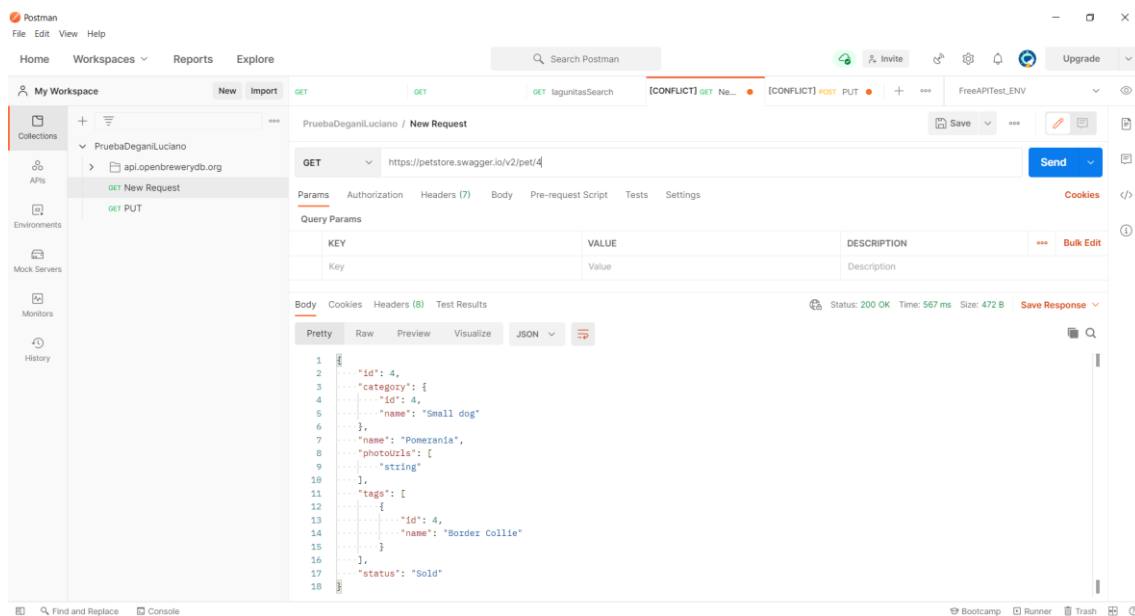 Postman
File Edit View Help
Home Workspaces Reports Explore Search Postman Invite Upgrade
My Workspace New Import GET GET GET lagunitasSearch [CONFLICT] GET Ne... [CONFLICT] POST PUT FreeAPITest_ENV
Collections
APIs
Environments
Mock Servers
Monitors
History
PruebaDeganiLuciano
api.openbrewerydb.org
GET New Request
GET PUT
PruebaDeganiLuciano / New Request Save
GET https://petstore.swagger.io/v2/pet/4 Send
Params Authorization Headers (7) Body Pre-request Script Tests Settings Cookies
Query Params
KEY VALUE DESCRIPTION Bulk Edit
Key Value Description
Body Cookies Headers (8) Test Results Status: 200 OK Time: 567 ms Size: 472 B Save Response
Pretty Raw Preview Visualize JSON
1 {
2 "id": 4,
3 "category": {
4 "id": 4,
5 "name": "Small dog"
6 },
7 "name": "Pomerania",
8 "photoUrls": [
9 "string"
10 ],
11 "tags": [
12 {
13 "id": 4,
14 "name": "Border Collie"
15 }
16 ],
17 "status": "Sold"
18 }
Find and Replace Console Bootcamp Runner Trash